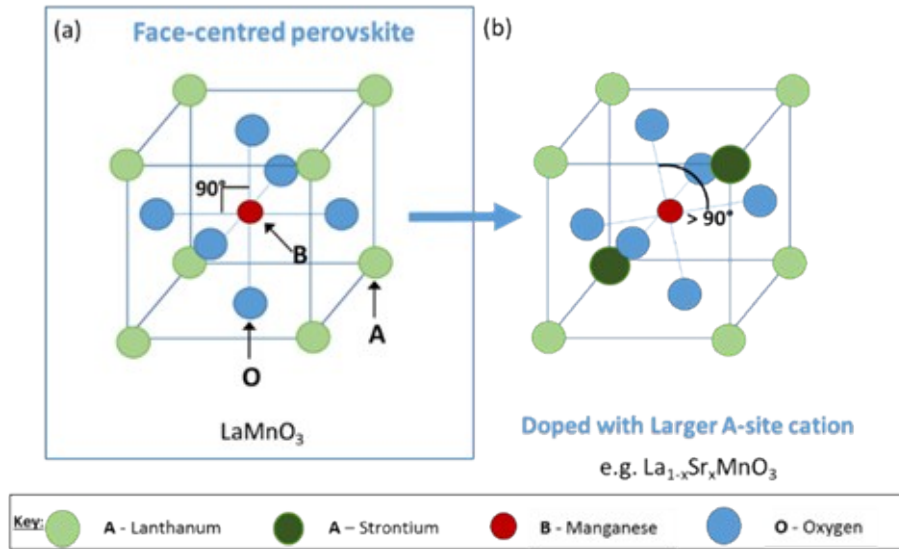 (a) Face-centred perovskite
90°
B
A
O
LaMnO₃
(b)
> 90°
Doped with Larger A-site cation
e.g. La₁₋ₓSrₓMnO₃
Key: A - Lanthanum A – Strontium B - Manganese O - Oxygen